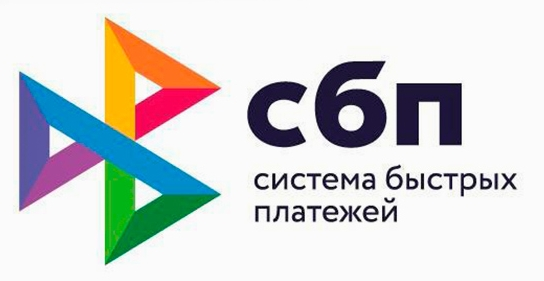 сбп
система быстрых
платежей